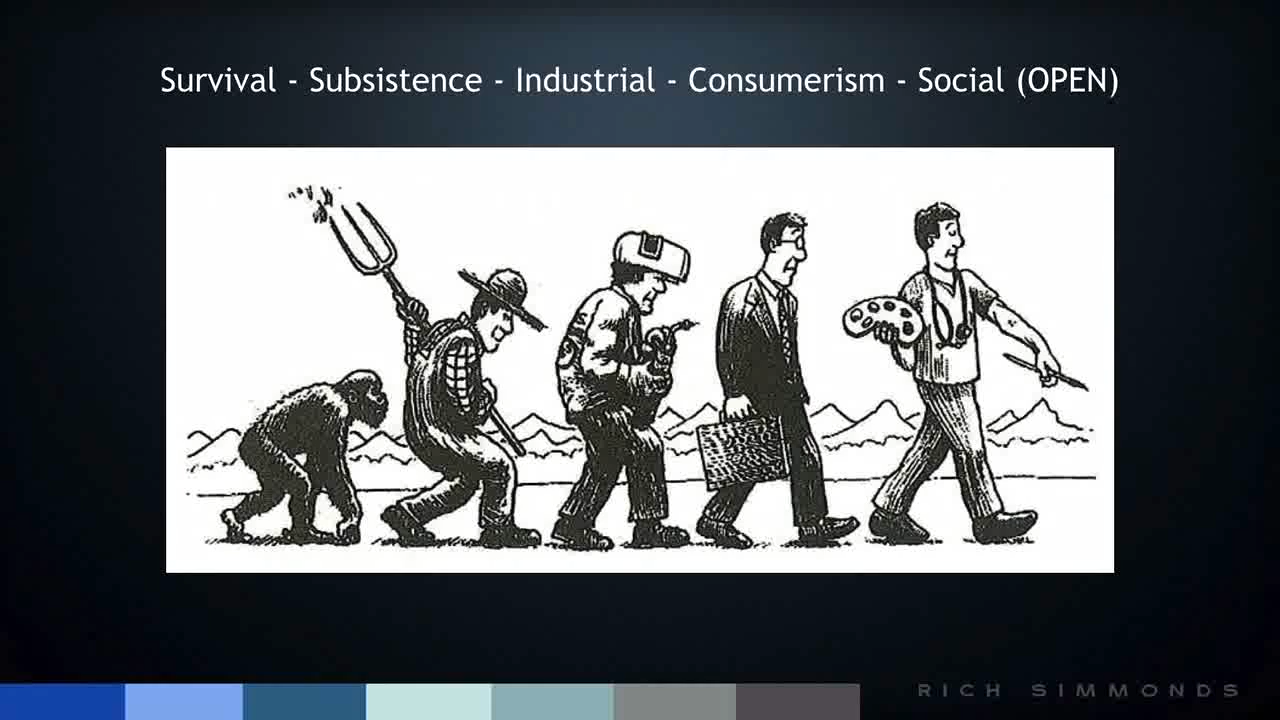 Survival - Subsistence - Industrial - Consumerism - Social (OPEN)
RICH SIMMONDS